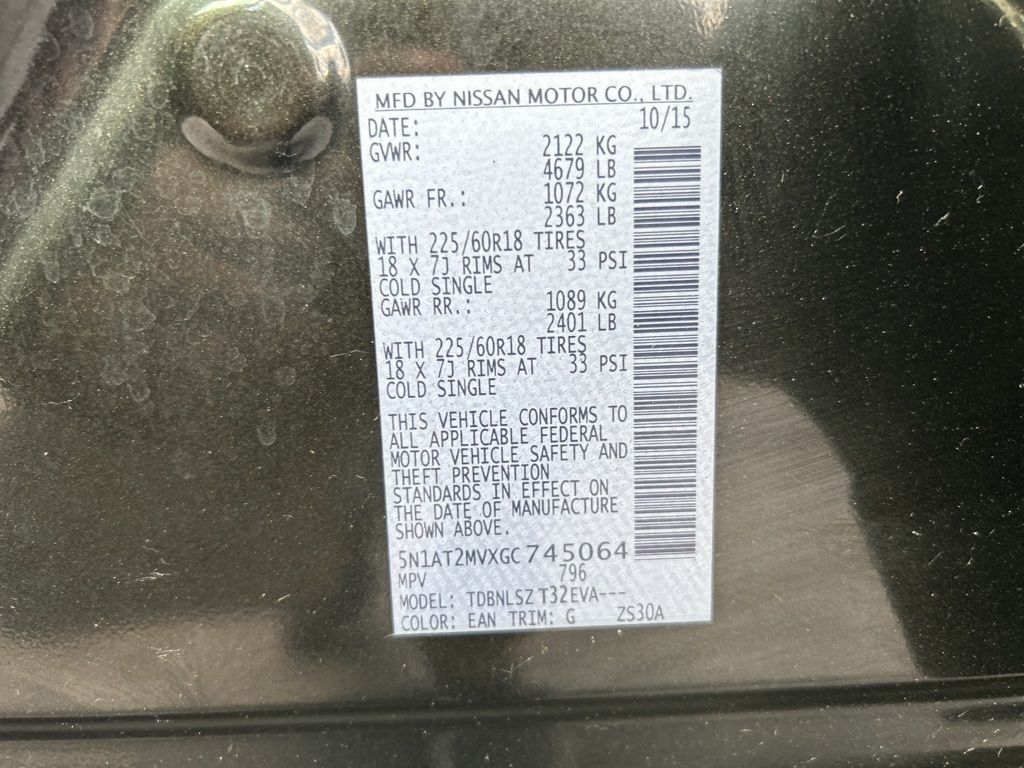 MFD BY NISSAN MOTOR CO., LTD.
DATE: 10/15
GVWR: 2122 KG
4679 LB
GAWR FR.: 1072 KG
2363 LB
WITH 225/60R18 TIRES
18 X 7J RIMS AT 33 PSI
COLD SINGLE
GAWR RR.: 1089 KG
2401 LB
WITH 225/60R18 TIRES
18 X 7J RIMS AT 33 PSI
COLD SINGLE
THIS VEHICLE CONFORMS TO
ALL APPLICABLE FEDERAL
MOTOR VEHICLE SAFETY AND
THEFT PREVENTION
STANDARDS IN EFFECT ON
THE DATE OF MANUFACTURE
SHOWN ABOVE.
5N1AT2MVXGC 745064
MPV 796
MODEL: TDBNLSZ T32EVA---
COLOR: EAN TRIM: G ZS30A